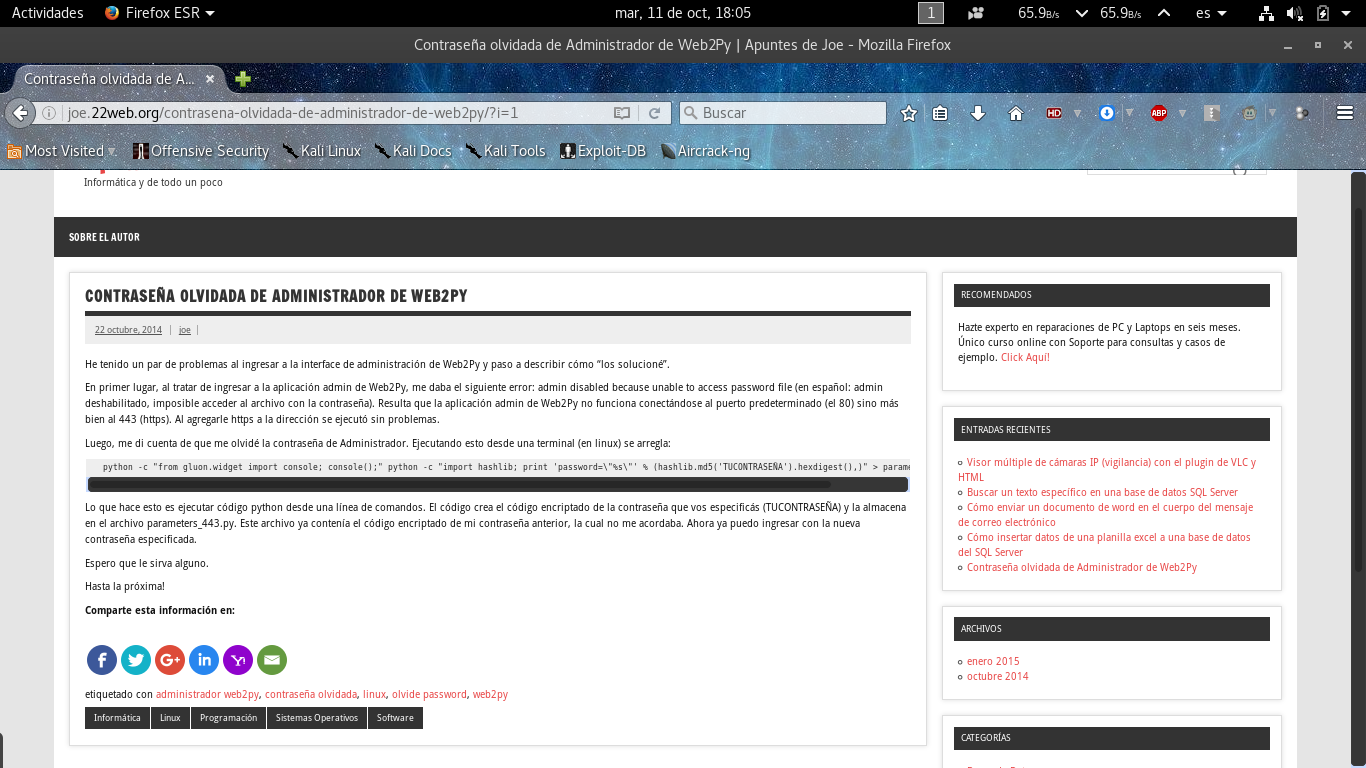 Actividades Firefox ESR mar, 11 de oct, 18:05 1 65.9B/s 65.9B/s es
Contraseña olvidada de Administrador de Web2Py | Apuntes de Joe - Mozilla Firefox
Contraseña olvidada de A...
joe.22web.org/contrasena-olvidada-de-administrador-de-web2py/?i=1 Buscar HD ABP
Most Visited Offensive Security Kali Linux Kali Docs Kali Tools Exploit-DB Aircrack-ng
Informática y de todo un poco
SOBRE EL AUTOR
CONTRASEÑA OLVIDADA DE ADMINISTRADOR DE WEB2PY
22 octubre, 2014 | joe |
He tenido un par de problemas al ingresar a la interface de administración de Web2Py y paso a describir cómo “los solucioné”.
En primer lugar, al tratar de ingresar a la aplicación admin de Web2Py, me daba el siguiente error: admin disabled because unable to access password file (en español: admin
deshabilitado, imposible acceder al archivo con la contraseña). Resulta que la aplicación admin de Web2Py no funciona conectándose al puerto predeterminado (el 80) sino más
bien al 443 (https). Al agregarle https a la dirección se ejecutó sin problemas.
Luego, me di cuenta de que me olvidé la contraseña de Administrador. Ejecutando esto desde una terminal (en linux) se arregla:
python -c "from gluon.widget import console; console();" python -c "import hashlib; print 'password=\"%s\"' % (hashlib.md5('TUCONTRASEÑA').hexdigest(),)" > parame
Lo que hace esto es ejecutar código python desde una línea de comandos. El código crea el código encriptado de la contraseña que vos especificás (TUCONTRASEÑA) y la almacena
en el archivo parameters_443.py. Este archivo ya contenía el código encriptado de mi contraseña anterior, la cual no me acordaba. Ahora ya puedo ingresar con la nueva
contraseña especificada.
Espero que le sirva alguno.
Hasta la próxima!
Comparte esta información en:
etiquetado con administrador web2py, contraseña olvidada, linux, olvide password, web2py
Informática Linux Programación Sistemas Operativos Software
RECOMENDADOS
Hazte experto en reparaciones de PC y Laptops en seis meses.
Único curso online con Soporte para consultas y casos de
ejemplo. Click Aquí!
ENTRADAS RECIENTES
Visor múltiple de cámaras IP (vigilancia) con el plugin de VLC y
HTML
Buscar un texto específico en una base de datos SQL Server
Cómo enviar un documento de word en el cuerpo del mensaje
de correo electrónico
Cómo insertar datos de una planilla excel a una base de datos
del SQL Server
Contraseña olvidada de Administrador de Web2Py
ARCHIVOS
enero 2015
octubre 2014
CATEGORÍAS